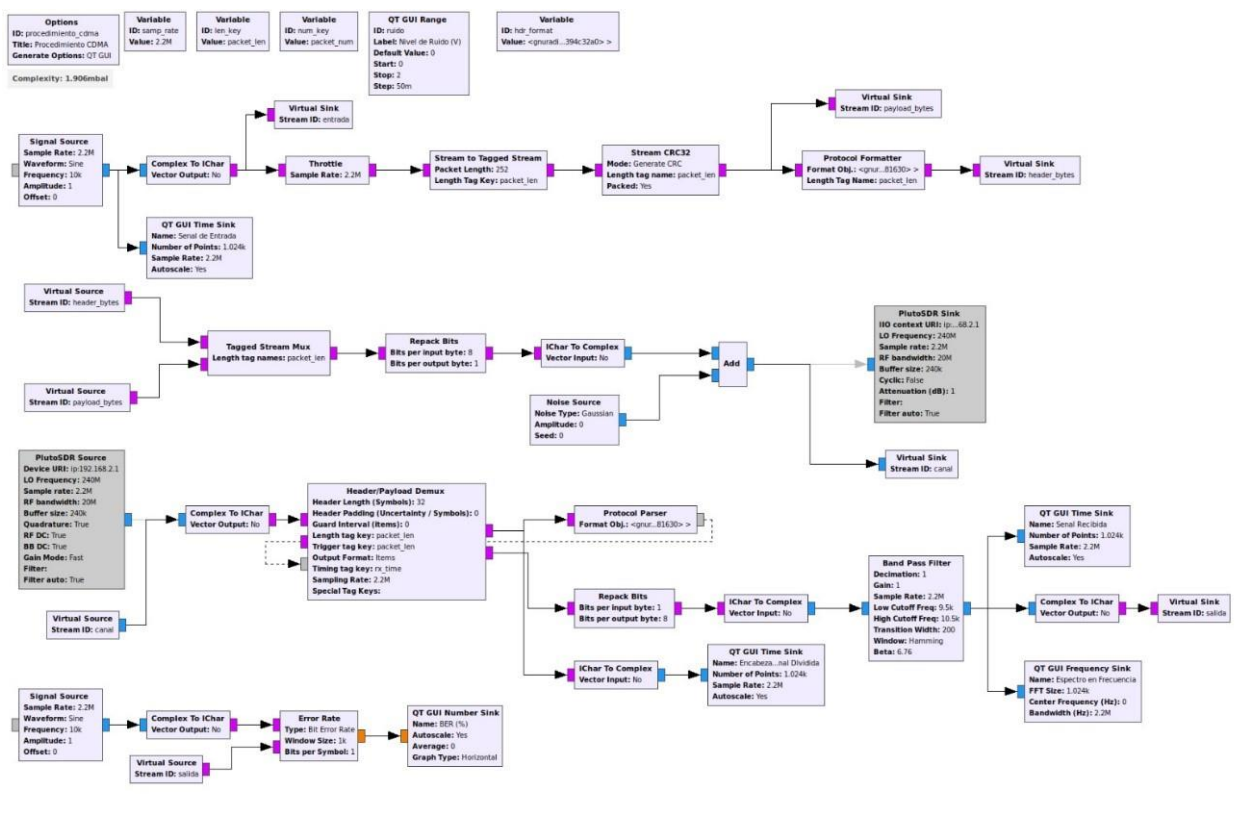 Options
ID: procedimiento_cdma
Title: Procedimiento CDMA
Generate Options: QT GUI
Complexity: 1.906mbal
Variable
ID: samp_rate
Value: 2.2M
Variable
ID: len_key
Value: packet_len
Variable
ID: num_key
Value: packet_num
QT GUI Range
ID: ruido
Label: Nivel de Ruido (V)
Default Value: 0
Start: 0
Stop: 2
Step: 50m
Variable
ID: hdr_format
Value: <gnuradi...394c32a0> >
Signal Source
Sample Rate: 2.2M
Waveform: Sine
Frequency: 10k
Amplitude: 1
Offset: 0
Complex To IChar
Vector Output: No
Virtual Sink
Stream ID: entrada
Throttle
Sample Rate: 2.2M
Stream to Tagged Stream
Packet Length: 252
Length Tag Key: packet_len
Stream CRC32
Mode: Generate CRC
Length tag name: packet_len
Packed: Yes
Virtual Sink
Stream ID: payload_bytes
Protocol Formatter
Format Obj.: <gnur...81630> >
Length Tag Name: packet_len
Virtual Sink
Stream ID: header_bytes
QT GUI Time Sink
Name: Senal de Entrada
Number of Points: 1.024k
Sample Rate: 2.2M
Autoscale: Yes
Virtual Source
Stream ID: header_bytes
Virtual Source
Stream ID: payload_bytes
Tagged Stream Mux
Length tag names: packet_len
Repack Bits
Bits per input byte: 8
Bits per output byte: 1
IChar To Complex
Vector Input: No
Noise Source
Noise Type: Gaussian
Amplitude: 0
Seed: 0
Add
PlutoSDR Sink
IIO context URI: ip:...68.2.1
LO Frequency: 240M
Sample rate: 2.2M
RF bandwidth: 20M
Buffer size: 240k
Cyclic: False
Attenuation (dB): 1
Filter:
Filter auto: True
Virtual Sink
Stream ID: canal
PlutoSDR Source
Device URI: ip:192.168.2.1
LO Frequency: 240M
Sample rate: 2.2M
RF bandwidth: 20M
Buffer size: 240k
Quadrature: True
RF DC: True
BB DC: True
Gain Mode: Fast
Filter:
Filter auto: True
Virtual Source
Stream ID: canal
Complex To IChar
Vector Output: No
Header/Payload Demux
Header Length (Symbols): 32
Header Padding (Uncertainty / Symbols): 0
Guard Interval (items): 0
Length tag key: packet_len
Trigger tag key: packet_len
Output Format: Items
Timing tag key: rx_time
Sampling Rate: 2.2M
Special Tag Keys:
Protocol Parser
Format Obj.: <gnur...81630> >
Repack Bits
Bits per input byte: 1
Bits per output byte: 8
IChar To Complex
Vector Input: No
IChar To Complex
Vector Input: No
QT GUI Time Sink
Name: Encabeza...nal Dividida
Number of Points: 1.024k
Sample Rate: 2.2M
Autoscale: Yes
Band Pass Filter
Decimation: 1
Gain: 1
Sample Rate: 2.2M
Low Cutoff Freq: 9.5k
High Cutoff Freq: 10.5k
Transition Width: 200
Window: Hamming
Beta: 6.76
QT GUI Time Sink
Name: Senal Recibida
Number of Points: 1.024k
Sample Rate: 2.2M
Autoscale: Yes
Complex To IChar
Vector Output: No
Virtual Sink
Stream ID: salida
QT GUI Frequency Sink
Name: Espectro en Frecuencia
FFT Size: 1.024k
Center Frequency (Hz): 0
Bandwidth (Hz): 2.2M
Signal Source
Sample Rate: 2.2M
Waveform: Sine
Frequency: 10k
Amplitude: 1
Offset: 0
Complex To IChar
Vector Output: No
Virtual Source
Stream ID: salida
Error Rate
Type: Bit Error Rate
Window Size: 1k
Bits per Symbol: 1
QT GUI Number Sink
Name: BER (%)
Autoscale: Yes
Average: 0
Graph Type: Horizontal